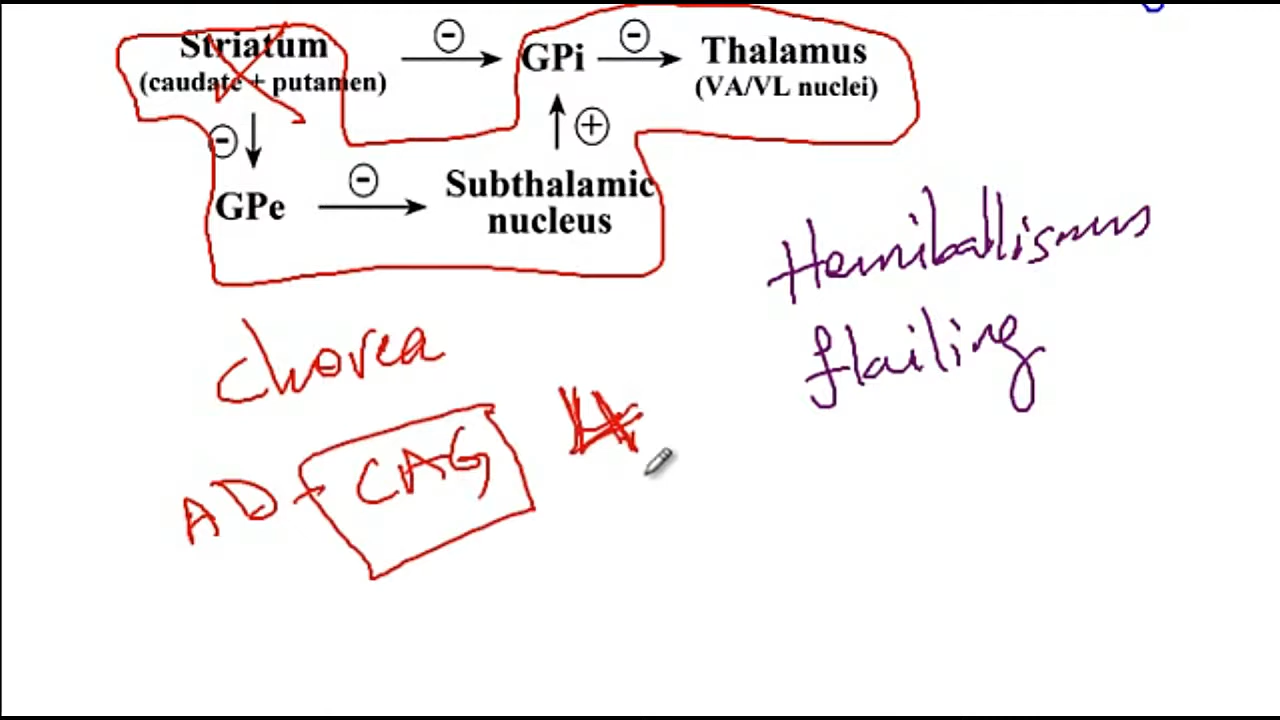 Striatum ⊖ GPi ⊖ Thalamus
(caudate + putamen) (VA/VL nuclei)
⊖ ⊕
GPe ⊖ Subthalamic
nucleus
Hemiballismus
flailing
chorea
AD - CAG